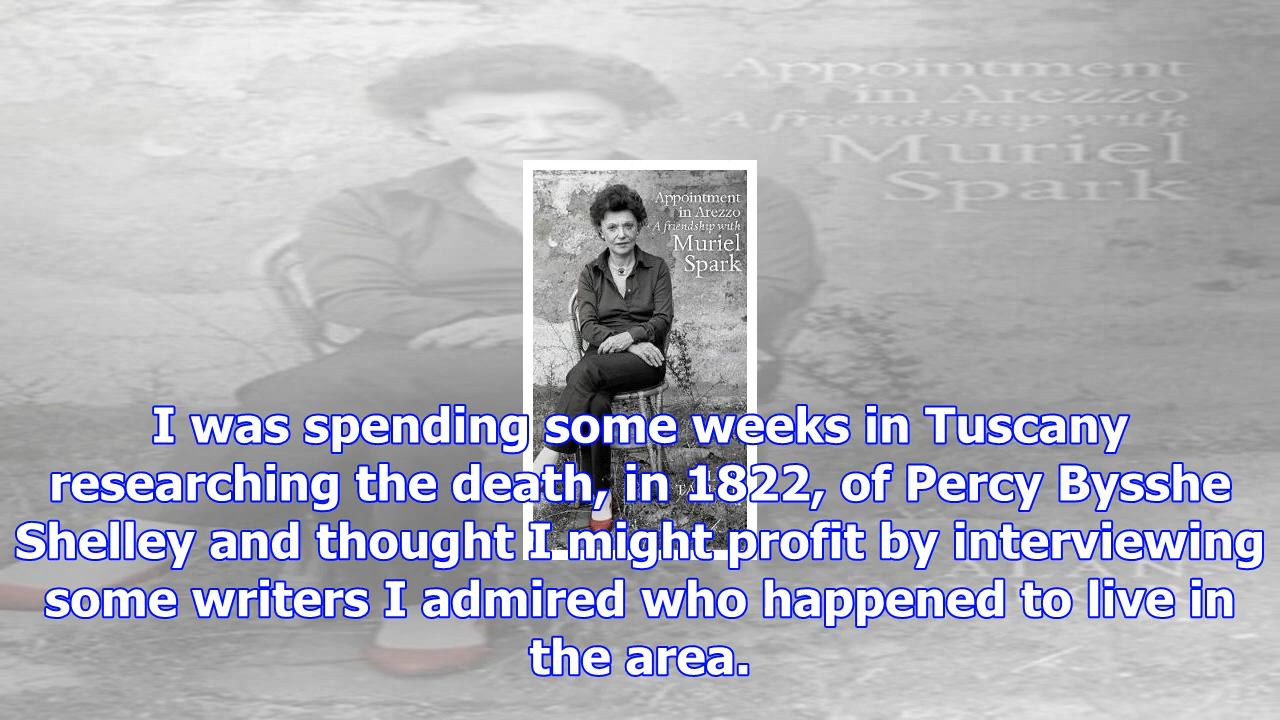 Appointment
in Arezzo
A friendship with
Muriel
Spark
Appointment
in Arezzo
A friendship with
Muriel
Spark
I was spending some weeks in Tuscany
researching the death, in 1822, of Percy Bysshe
Shelley and thought I might profit by interviewing
some writers I admired who happened to live in
the area.